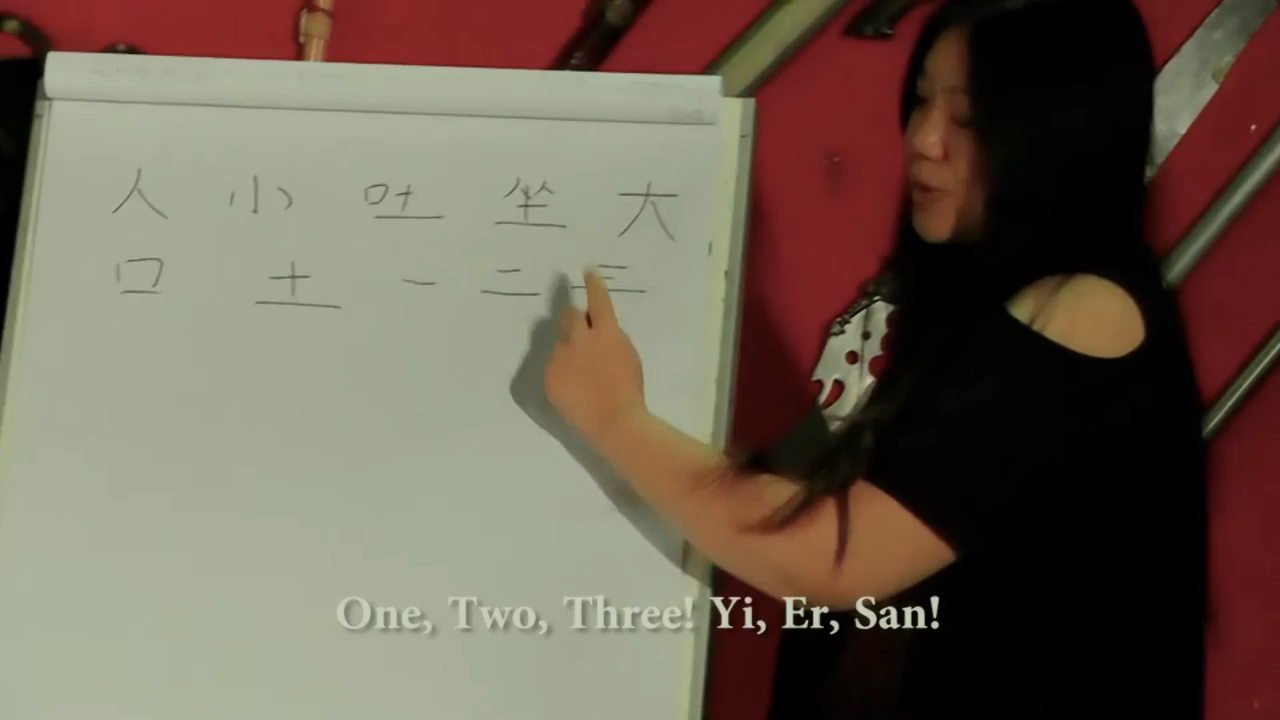 人 小 吐 坐 大
口 土 一 二 三
One, Two, Three! Yi, Er, San!